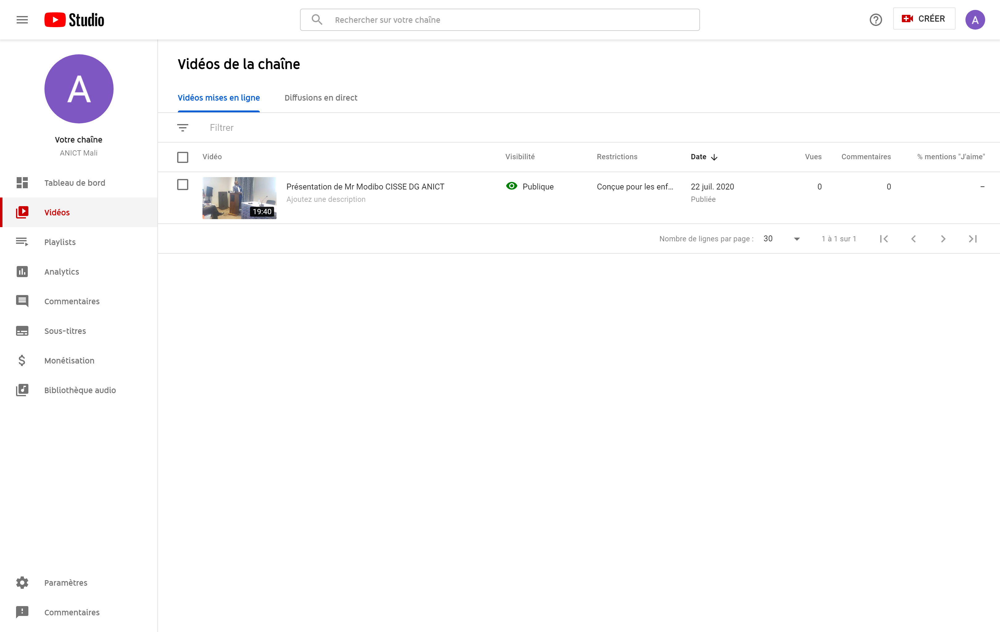 Studio
Rechercher sur votre chaîne
CRÉER
A
A
Votre chaîne
ANICT Mali
Tableau de bord
Vidéos
Playlists
Analytics
Commentaires
Sous-titres
Monétisation
Bibliothèque audio
Paramètres
Commentaires
Vidéos de la chaîne
Vidéos mises en ligne Diffusions en direct
Filtrer
Vidéo Visibilité Restrictions Date Vues Commentaires % mentions "J'aime"
Présentation de Mr Modibo CISSE DG ANICT Publique Conçue pour les enf... 22 juil. 2020 0 0 –
Ajoutez une description Publiée
19:40
Nombre de lignes par page : 30 1 à 1 sur 1